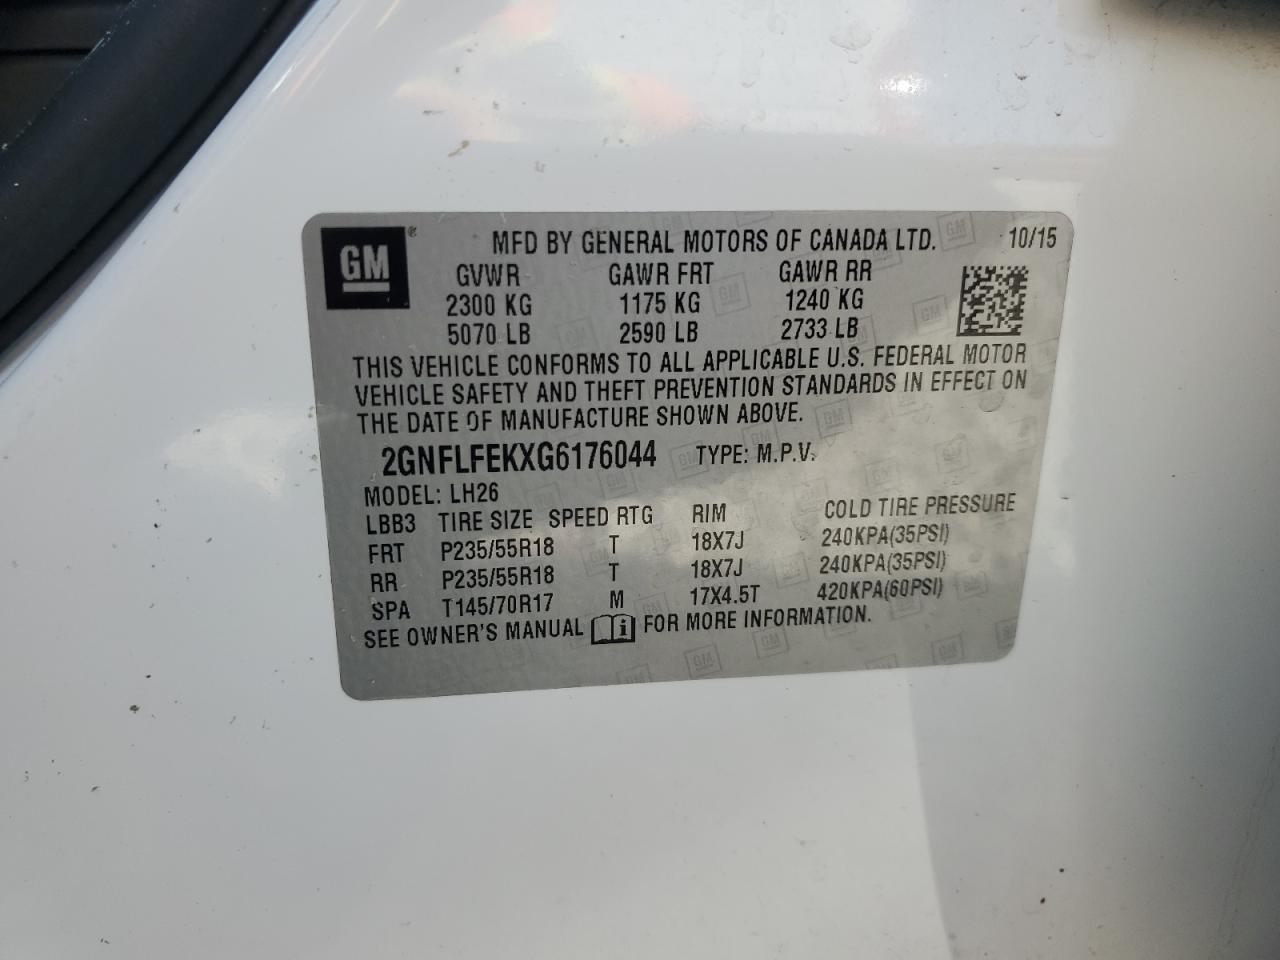 GM ®
MFD BY GENERAL MOTORS OF CANADA LTD. 10/15
GVWR GAWR FRT GAWR RR
2300 KG 1175 KG 1240 KG
5070 LB 2590 LB 2733 LB
THIS VEHICLE CONFORMS TO ALL APPLICABLE U.S. FEDERAL MOTOR
VEHICLE SAFETY AND THEFT PREVENTION STANDARDS IN EFFECT ON
THE DATE OF MANUFACTURE SHOWN ABOVE.
2GNFLFEKXG6176044 TYPE: M.P.V.
MODEL: LH26
LBB3 TIRE SIZE SPEED RTG RIM COLD TIRE PRESSURE
FRT P235/55R18 T 18X7J 240KPA(35PSI)
RR P235/55R18 T 18X7J 240KPA(35PSI)
SPA T145/70R17 M 17X4.5T 420KPA(60PSI)
SEE OWNER'S MANUAL i FOR MORE INFORMATION.